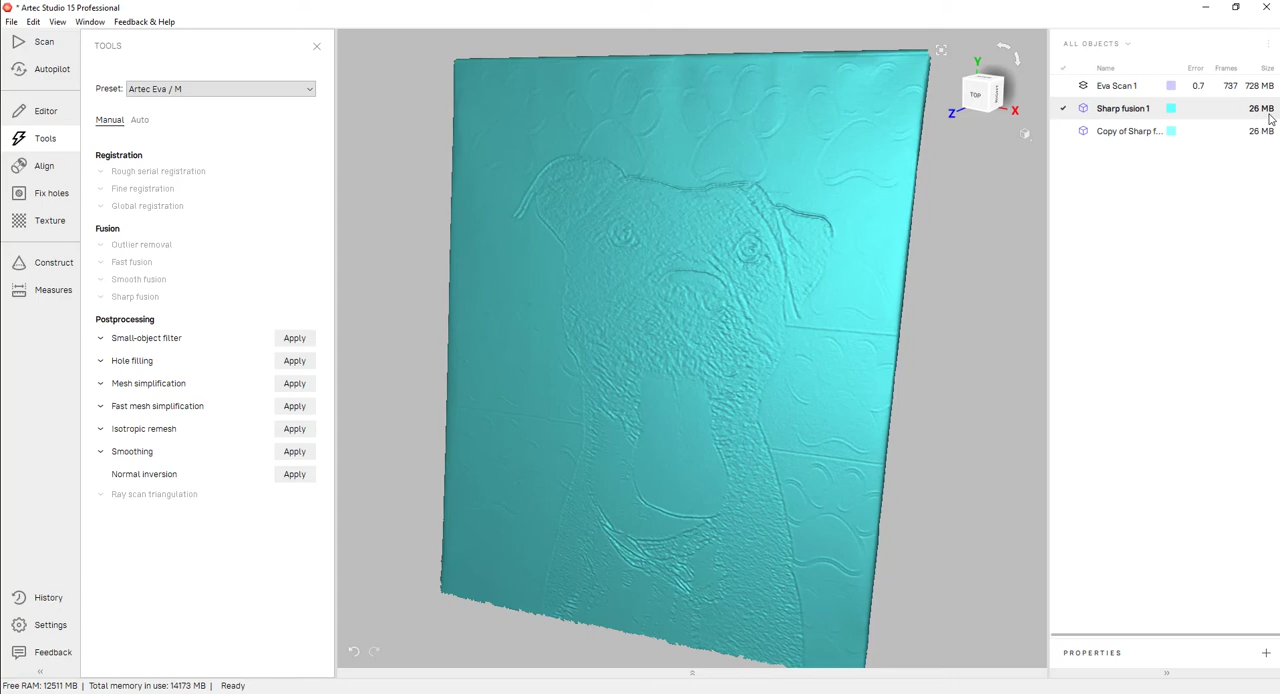 * Artec Studio 15 Professional
File Edit View Window Feedback & Help
Scan
Autopilot
Editor
Tools
Align
Fix holes
Texture
Construct
Measures
History
Settings
Feedback
TOOLS
Preset: Artec Eva / M
Manual Auto
Registration
Rough serial registration
Fine registration
Global registration
Fusion
Outlier removal
Fast fusion
Smooth fusion
Sharp fusion
Postprocessing
Small-object filter Apply
Hole filling Apply
Mesh simplification Apply
Fast mesh simplification Apply
Isotropic remesh Apply
Smoothing Apply
Normal inversion Apply
Ray scan triangulation
Y
TOP
Z
X
ALL OBJECTS
Name Error Frames Size
Eva Scan 1 0.7 737 728 MB
Sharp fusion 1 26 MB
Copy of Sharp f... 26 MB
PROPERTIES
Free RAM: 12511 MB | Total memory in use: 14173 MB | Ready